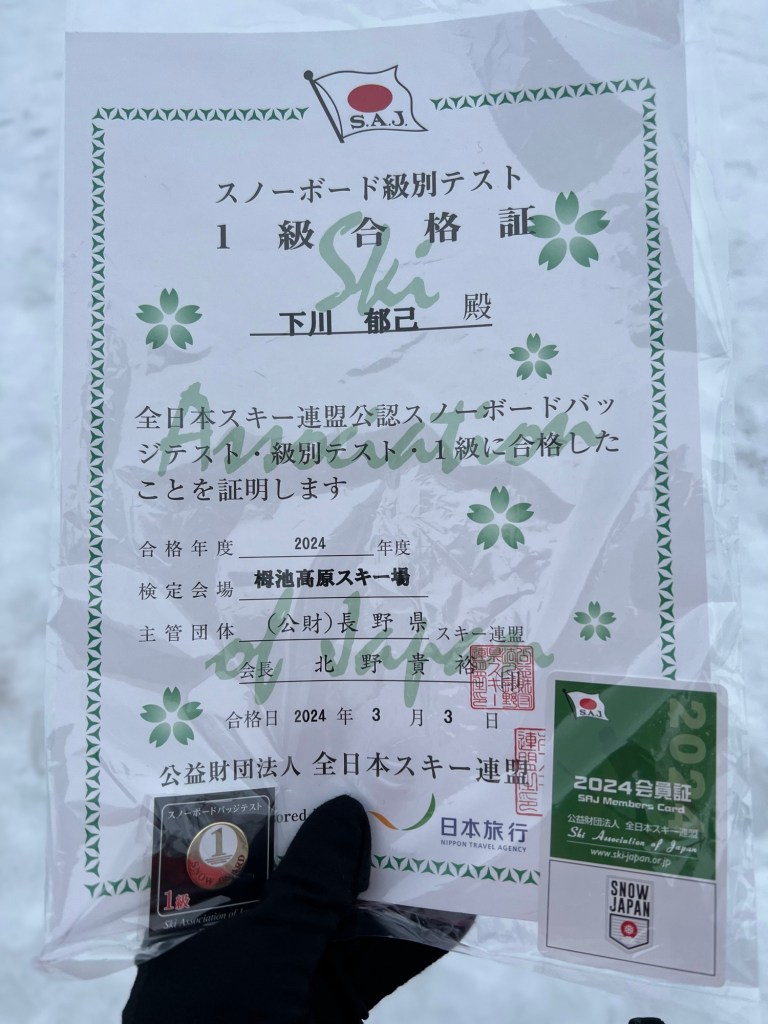 S.A.J.
スノーボード級別テスト
1 級 合 格 証
下川 郁己 殿
Ski
全日本スキー連盟公認スノーボードバッ
ジテスト・級別テスト・1級に合格した
ことを証明します
Association
合格年度 2024 年度
検定会場 栂池高原スキー場
主管団体 (公財)長野県 スキー連盟
of Japan
会長 北野貴裕 印
合格日 2024 年 3 月 3 日
公益財団法人 全日本スキー連盟
日本旅行
NIPPON TRAVEL AGENCY
スノーボードバッジテスト
1
1級
Ski Association of
S.A.J.
2024
2024会員証
SAJ Members Card
公益財団法人 全日本スキー連盟
Ski Association of Japan
www.ski-japan.or.jp
SNOW
JAPAN